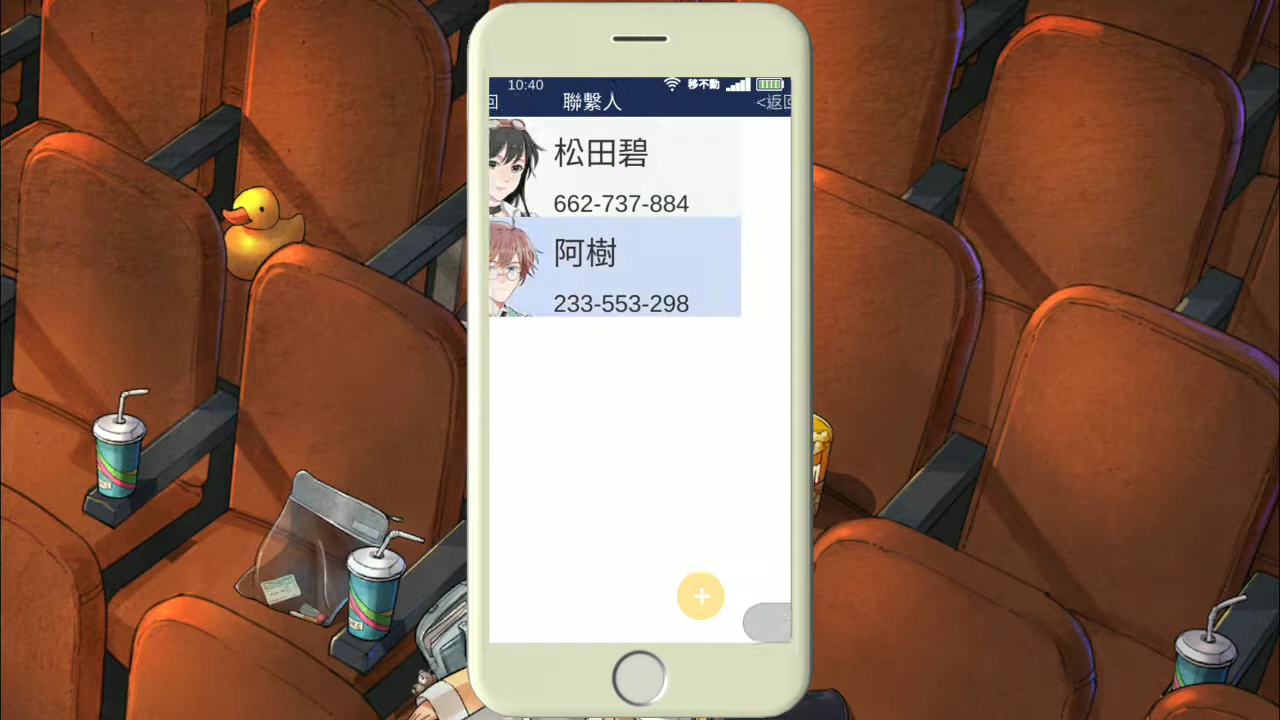 10:40 移不動
回 聯繫人 <返回
松田碧
662-737-884
阿樹
233-553-298
+